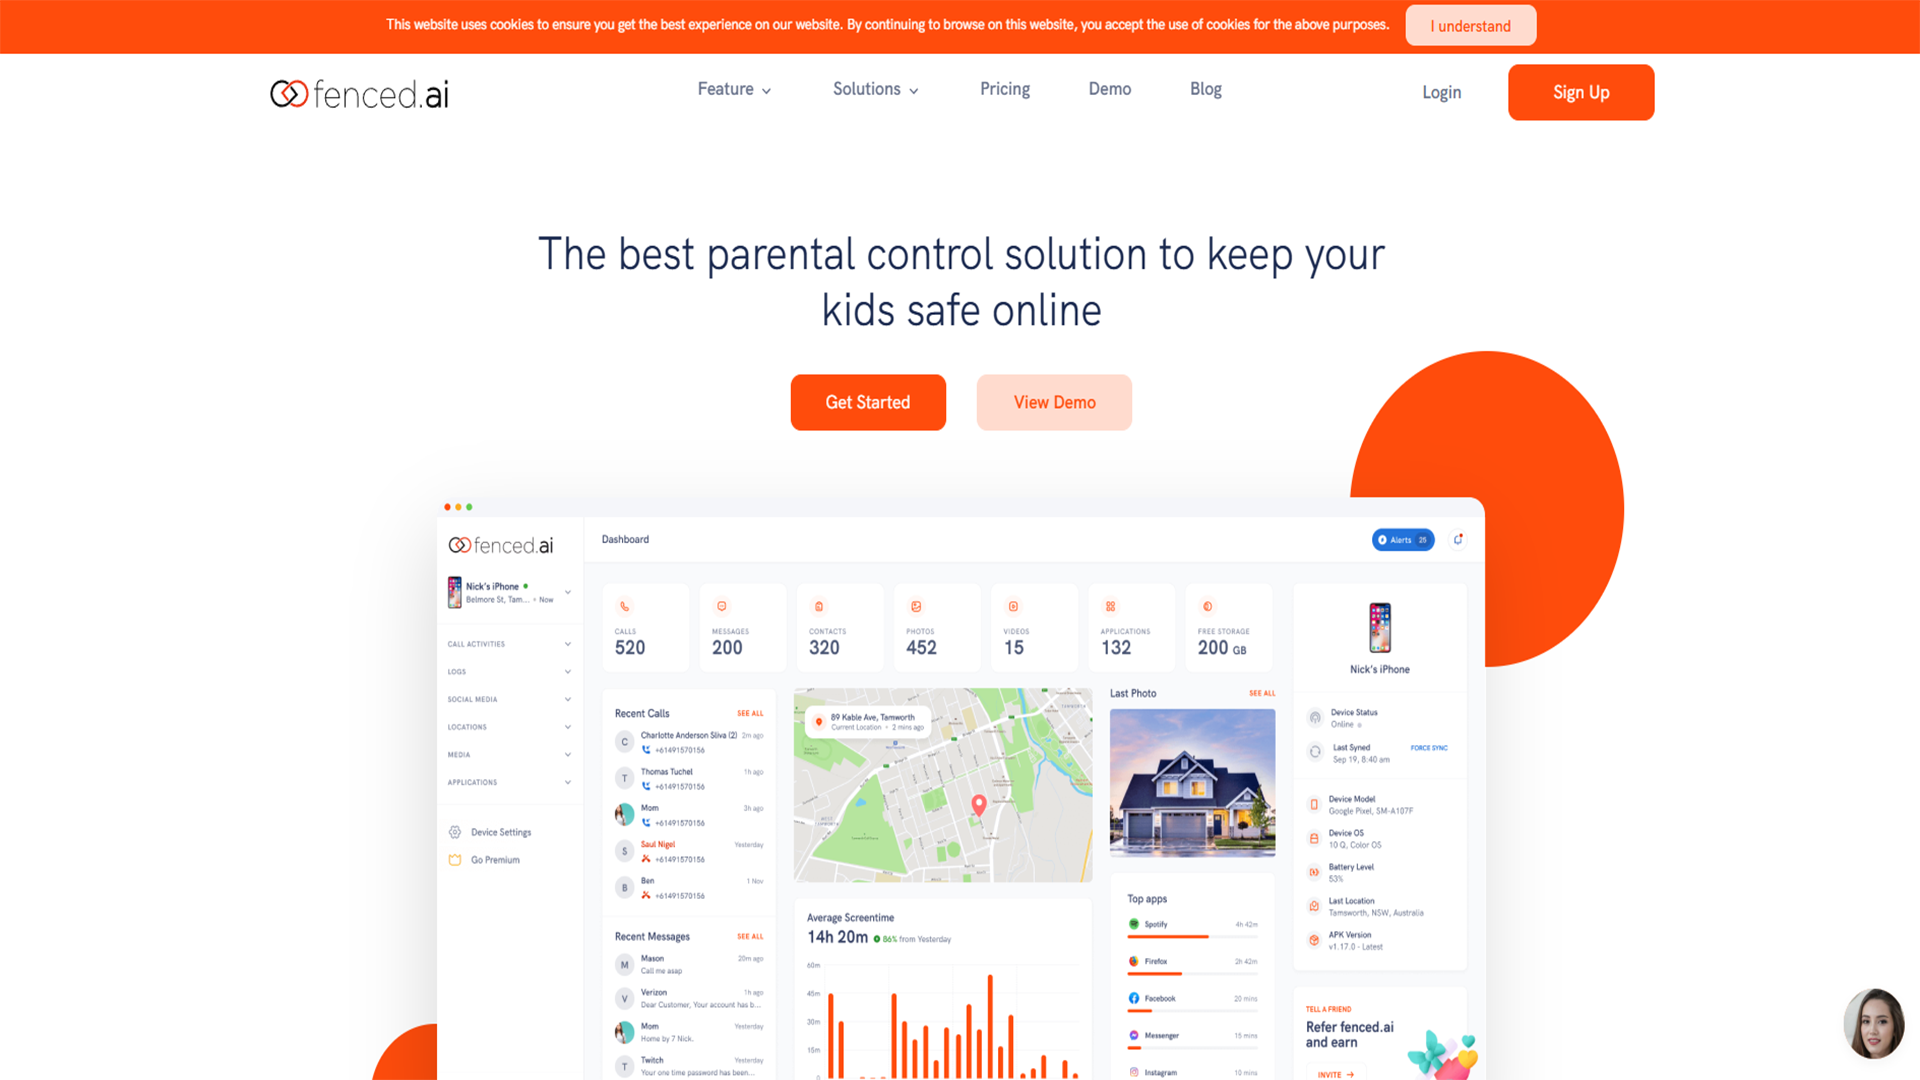 This website uses cookies to ensure you get the best experience on our website. By continuing to browse on this website, you accept the use of cookies for the above purposes.
I understand
fenced.ai
Feature
Solutions
Pricing
Demo
Blog
Login
Sign Up
The best parental control solution to keep your
kids safe online
Get Started
View Demo
fenced.ai
Nick's iPhone
Belmore St, Tam... • Now
CALL ACTIVITIES
LOGS
SOCIAL MEDIA
LOCATIONS
MEDIA
APPLICATIONS
Device Settings
Go Premium
Dashboard
Alerts 25
CALLS
520
MESSAGES
200
CONTACTS
320
PHOTOS
452
VIDEOS
15
APPLICATIONS
132
FREE STORAGE
200 GB
Recent Calls SEE ALL
C Charlotte Anderson Sliva (2) 2m ago
+61491570156
T Thomas Tuchel 1h ago
+61491570156
Mom 3h ago
+61491570156
S Saul Nigel Yesterday
+61491570156
B Ben 1 Nov
+61491570156
Recent Messages SEE ALL
M Mason 20m ago
Call me asap
V Verizon 1h ago
Dear Customer, Your account has b...
Mom Yesterday
Home by 7 Nick.
T Twitch Yesterday
Your one time password has been...
89 Kable Ave, Tamworth
Current Location • 2 mins ago
Average Screentime
14h 20m 86% from Yesterday
60m
45m
30m
15m
0
Last Photo SEE ALL
Top apps
Spotify 4h 42m
Firefox 2h 42m
Facebook 20 mins
Messenger 15 mins
Instagram 10 mins
Nick's iPhone
Device Status
Online
Last Syned FORCE SYNC
Sep 19, 8:40 am
Device Model
Google Pixel, SM-A107F
Device OS
10 Q, Color OS
Battery Level
53%
Last Location
Tamsworth, NSW, Australia
APK Version
v1.17.0 - Latest
TELL A FRIEND
Refer fenced.ai
and earn
INVITE